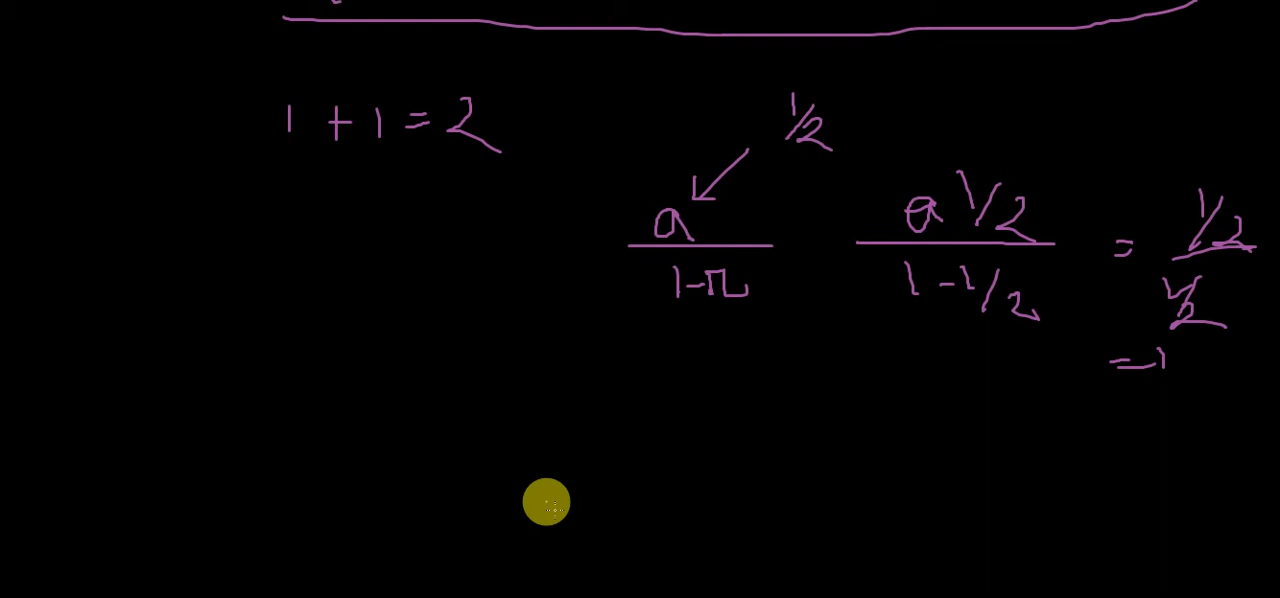 1 + 1 = 2
1/2
a / 1-r
1/2 / 1 - 1/2 = 1/2 / 1/2
= 1